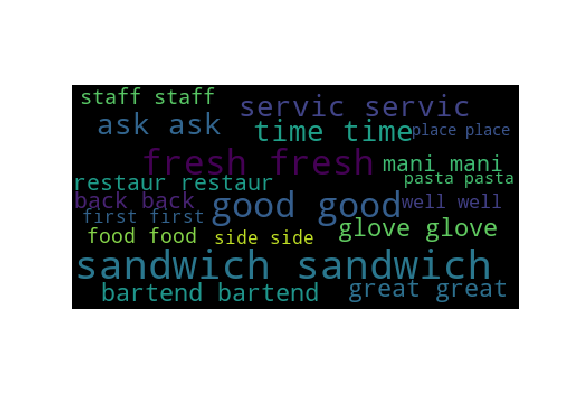 staff staff
servic servic
ask ask
time time
place place
fresh fresh
mani mani
restaur restaur
pasta pasta
back back
good good
well well
first first
glove glove
food food
side side
sandwich sandwich
bartend bartend
great great